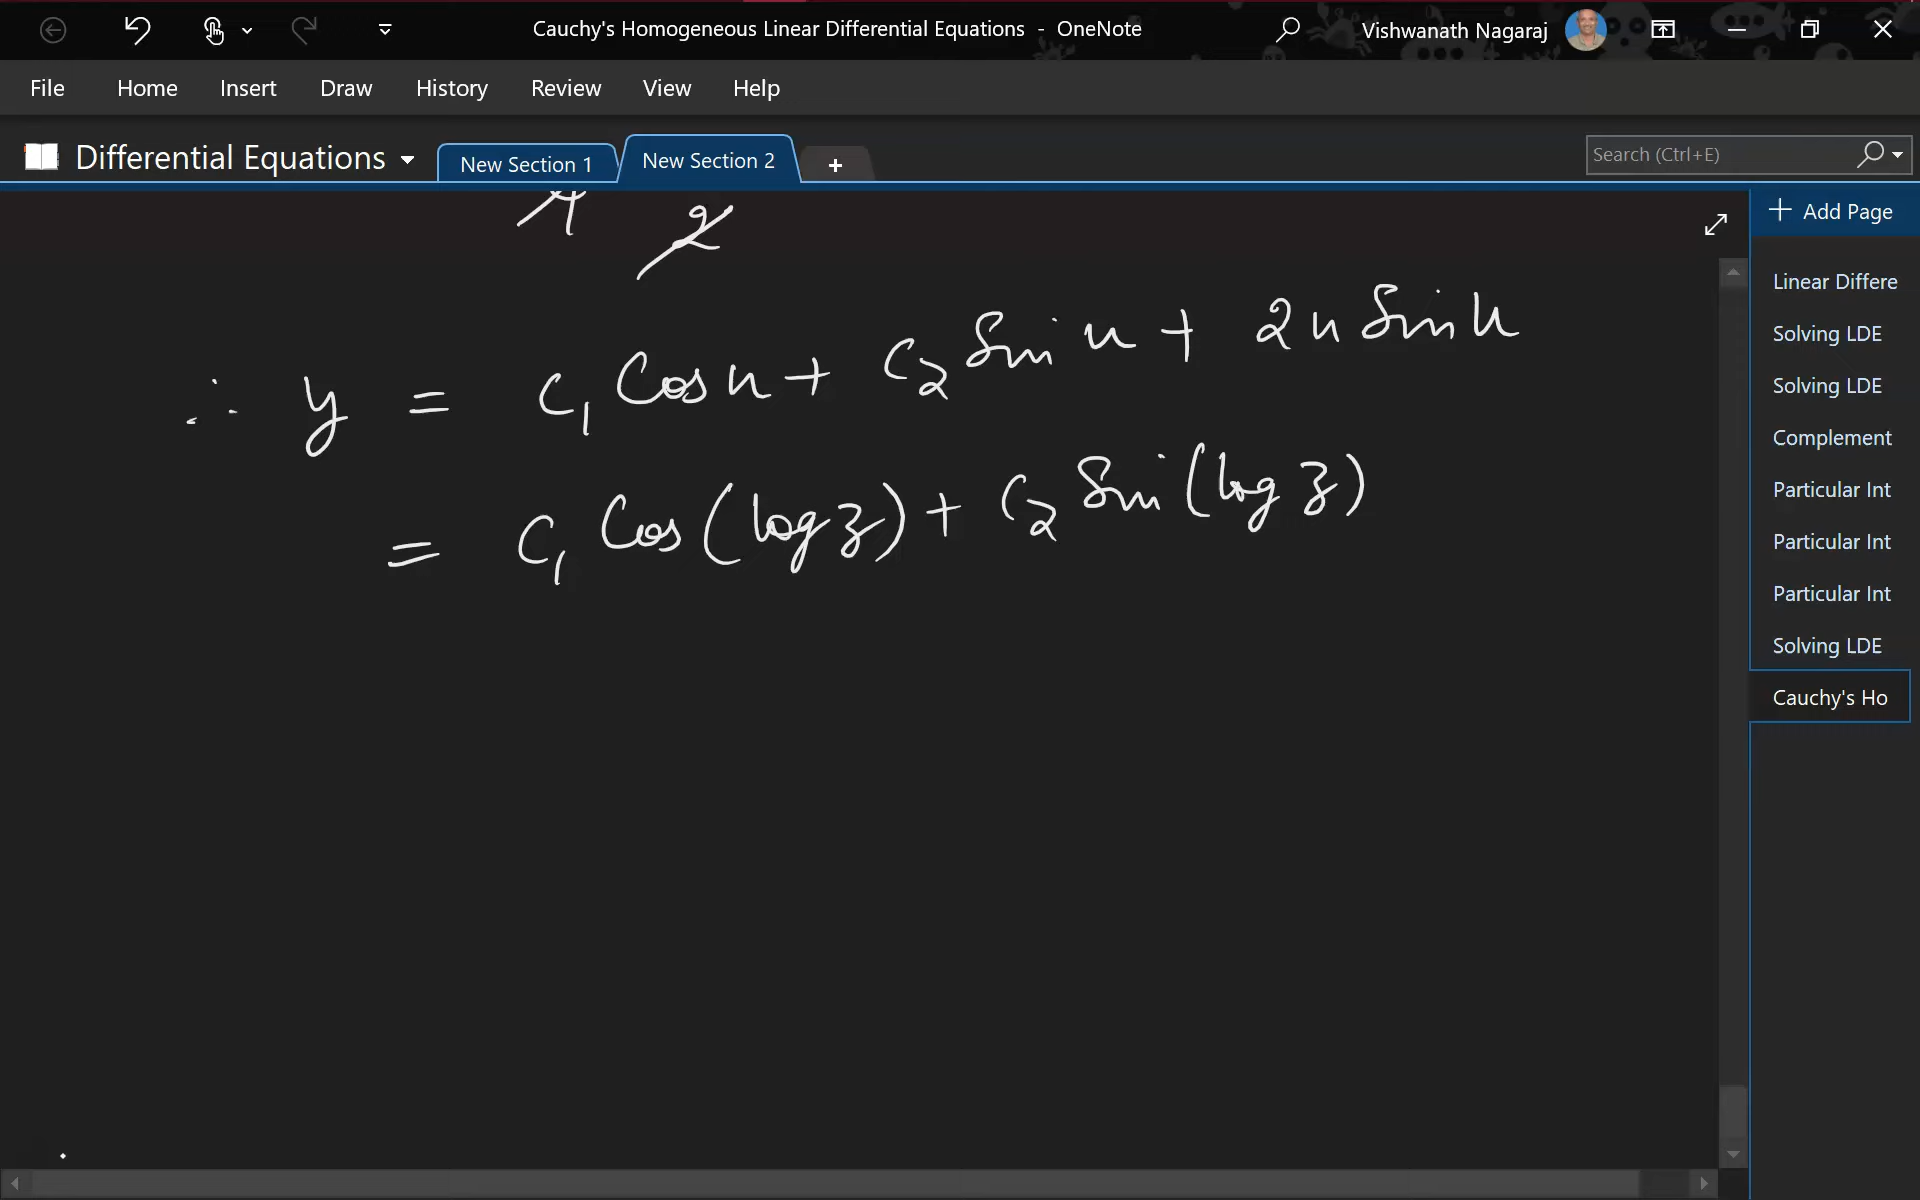 Cauchy's Homogeneous Linear Differential Equations - OneNote
Vishwanath Nagaraj
File Home Insert Draw History Review View Help
Differential Equations
New Section 1
New Section 2
+
Search (Ctrl+E)
Add Page
Linear Differe
Solving LDE
Solving LDE
Complement
Particular Int
Particular Int
Particular Int
Solving LDE
Cauchy's Ho
2
∴ y = C₁ Cos x + C₂ Sin x + 2x Sin x
= C₁ Cos (log z) + C₂ Sin (log z)